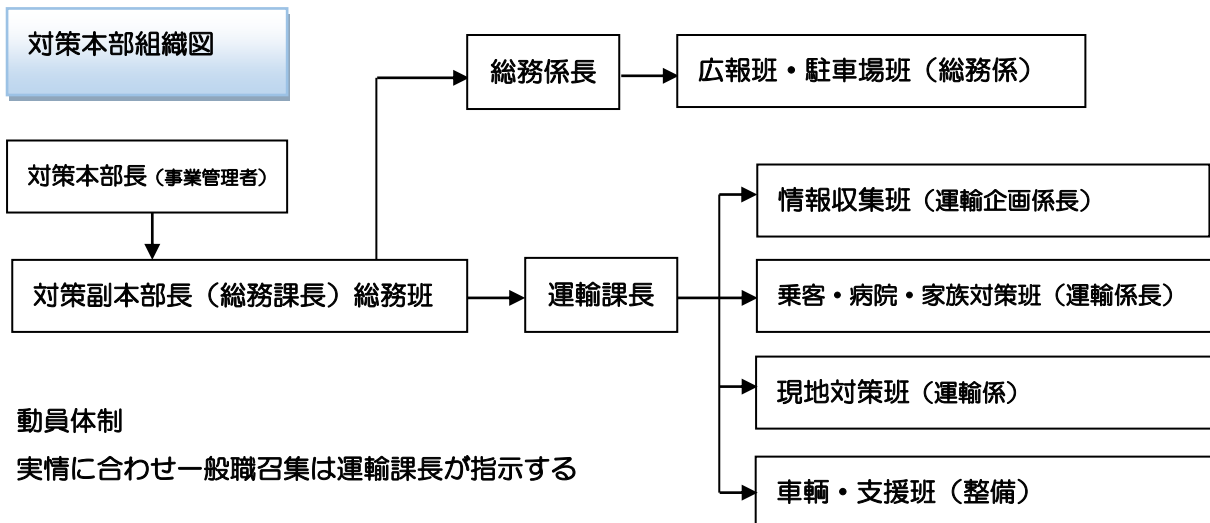 対策本部組織図
総務係長
広報班・駐車場班（総務係）
対策本部長（事業管理者）
情報収集班（運輸企画係長）
対策副本部長（総務課長）総務班
運輸課長
乗客・病院・家族対策班（運輸係長）
現地対策班（運輸係）
動員体制
実情に合わせ一般職召集は運輸課長が指示する
車輌・支援班（整備）